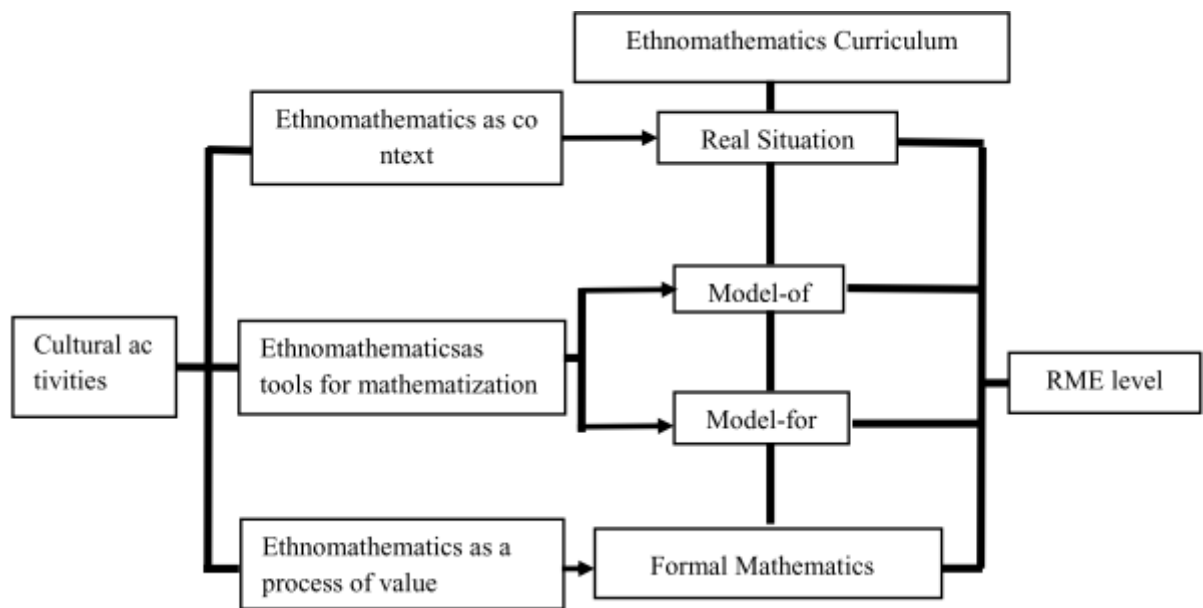 Ethnomathematics Curriculum
Ethnomathematics as co
ntext
Real Situation
Model-of
Cultural ac
tivities
Ethnomathematicsas
tools for mathematization
RME level
Model-for
Ethnomathematics as a
process of value
Formal Mathematics